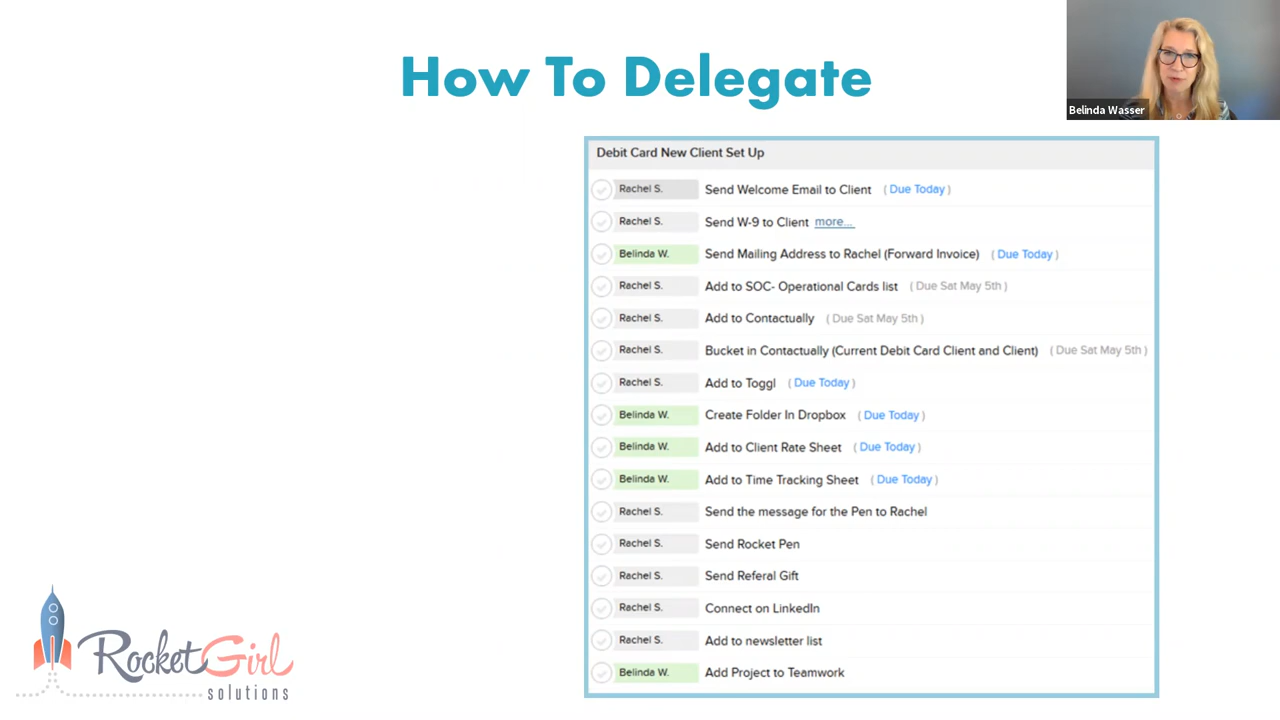 How To Delegate
Belinda Wasser
Debit Card New Client Set Up
Rachel S. Send Welcome Email to Client ( Due Today )
Rachel S. Send W-9 to Client more...
Belinda W. Send Mailing Address to Rachel (Forward Invoice) ( Due Today )
Rachel S. Add to SOC- Operational Cards list ( Due Sat May 5th )
Rachel S. Add to Contactually ( Due Sat May 5th )
Rachel S. Bucket in Contactually (Current Debit Card Client and Client) ( Due Sat May 5th )
Rachel S. Add to Toggl ( Due Today )
Belinda W. Create Folder In Dropbox ( Due Today )
Belinda W. Add to Client Rate Sheet ( Due Today )
Belinda W. Add to Time Tracking Sheet ( Due Today )
Rachel S. Send the message for the Pen to Rachel
Rachel S. Send Rocket Pen
Rachel S. Send Referal Gift
Rachel S. Connect on LinkedIn
Rachel S. Add to newsletter list
Belinda W. Add Project to Teamwork
RocketGirl
solutions